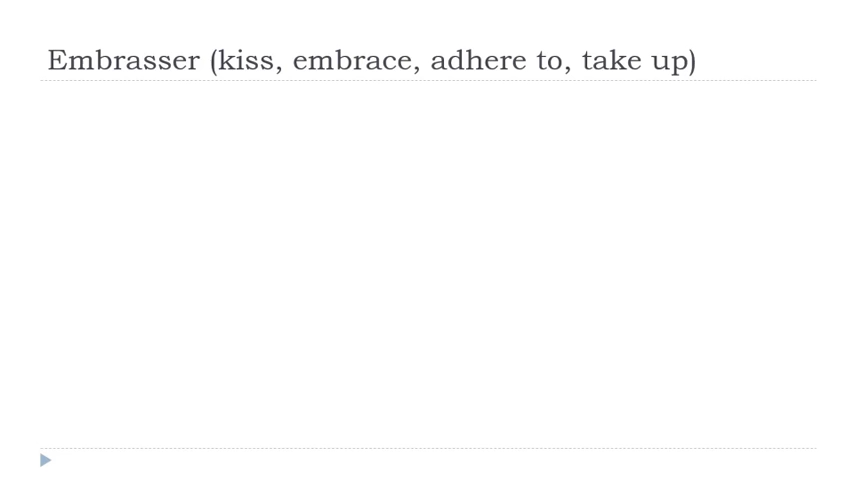 Embrasser (kiss, embrace, adhere to, take up)